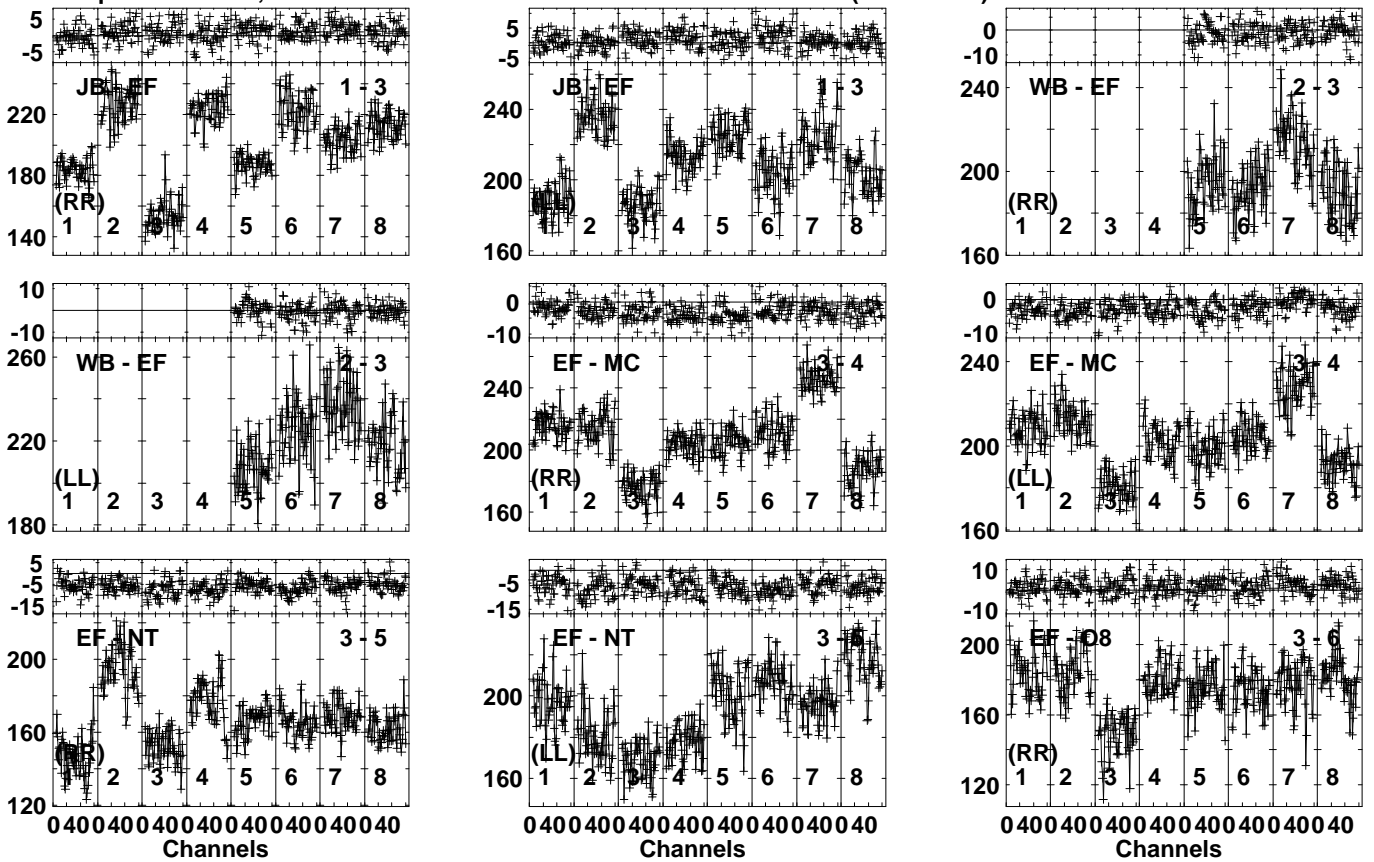 5
-5
JB - EF 1 - 3
220
180
(RR)
1 2 3 4 5 6 7 8
140
5
-5
JB - EF 1 - 3
240
200
(LL)
1 2 3 4 5 6 7 8
160
0
-10
WB - EF 2 - 3
240
200
(RR)
1 2 3 4 5 6 7 8
160
10
-10
WB - EF 2 - 3
260
220
(LL)
1 2 3 4 5 6 7 8
180
0
-10
EF - MC 3 - 4
240
200
(RR)
1 2 3 4 5 6 7 8
160
0
-10
EF - MC 3 - 4
240
200
(LL)
1 2 3 4 5 6 7 8
160
5
-5
-15
EF - NT 3 - 5
200
160
(RR)
1 2 3 4 5 6 7 8
120
0 40 0 40 0 40 0 40 0 40 0 40 0 40 0 40
Channels
-5
-15
EF - NT 3 - 5
200
(LL)
1 2 3 4 5 6 7 8
160
0 40 0 40 0 40 0 40 0 40 0 40 0 40 0 40
Channels
10
-10
EF - O8 3 - 6
200
160
(RR)
1 2 3 4 5 6 7 8
120
0 40 0 40 0 40 0 40 0 40 0 40 0 40 0 40
Channels